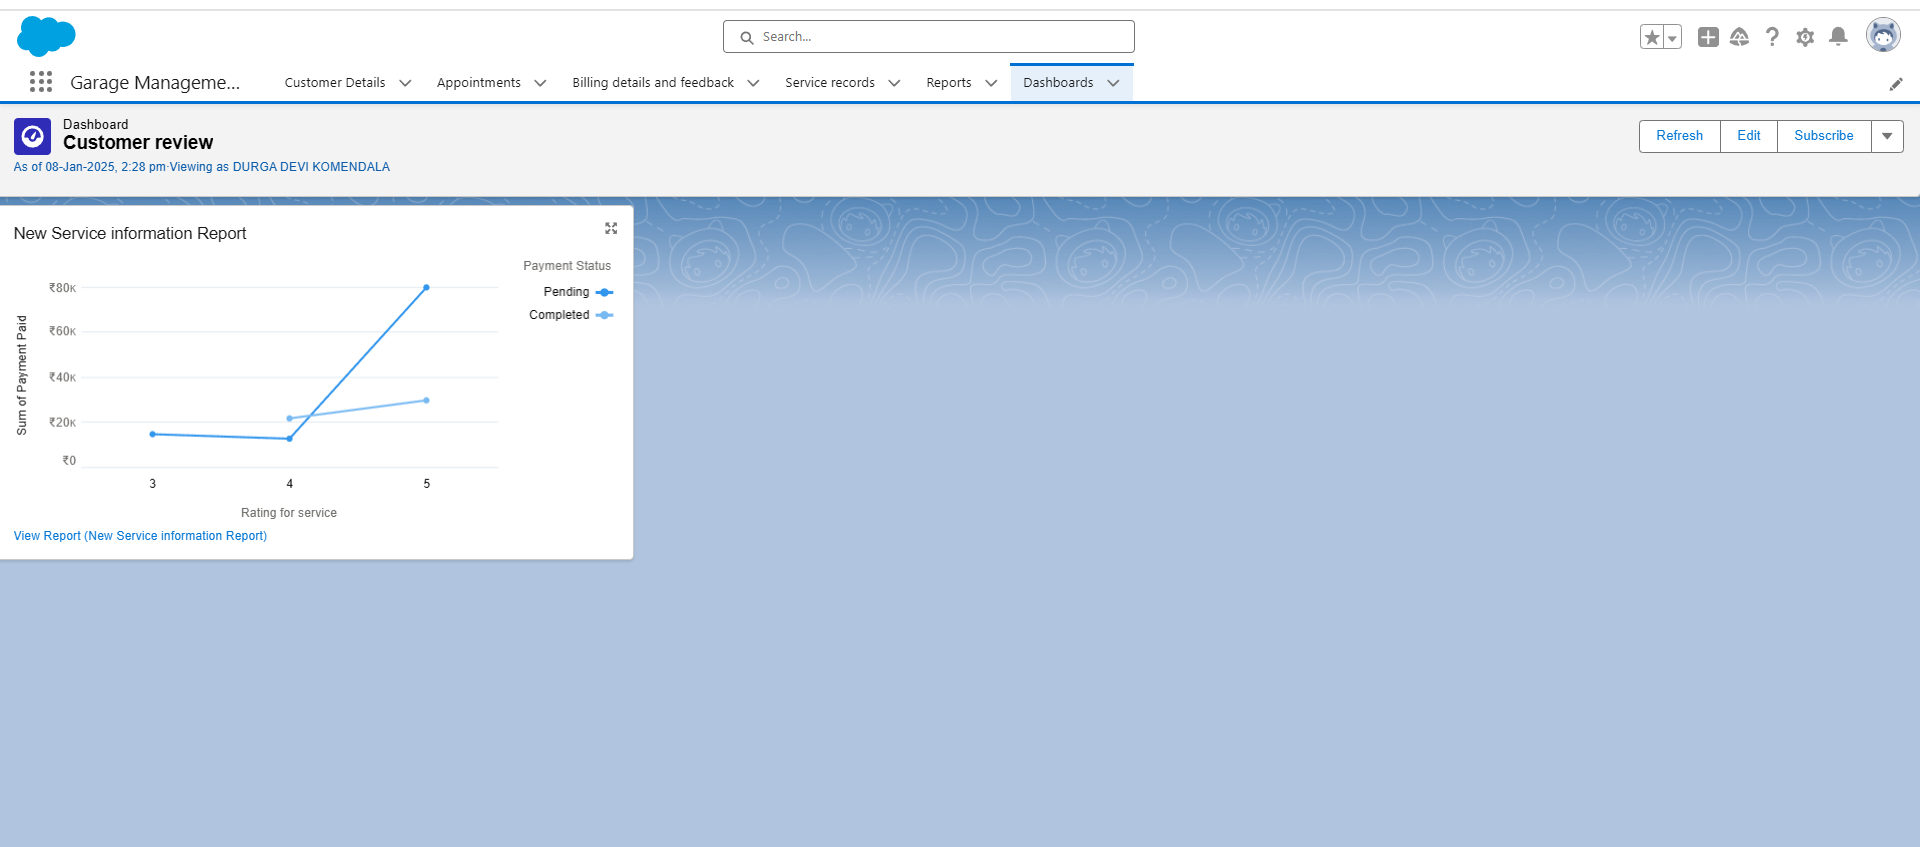 Search...
Garage Manageme...
Customer Details
Appointments
Billing details and feedback
Service records
Reports
Dashboards
Dashboard
Customer review
As of 08-Jan-2025, 2:28 pm·Viewing as DURGA DEVI KOMENDALA
Refresh
Edit
Subscribe
New Service information Report
Payment Status
Pending
Completed
Sum of Payment Paid
₹80K
₹60K
₹40K
₹20K
₹0
3
4
5
Rating for service
View Report (New Service information Report)